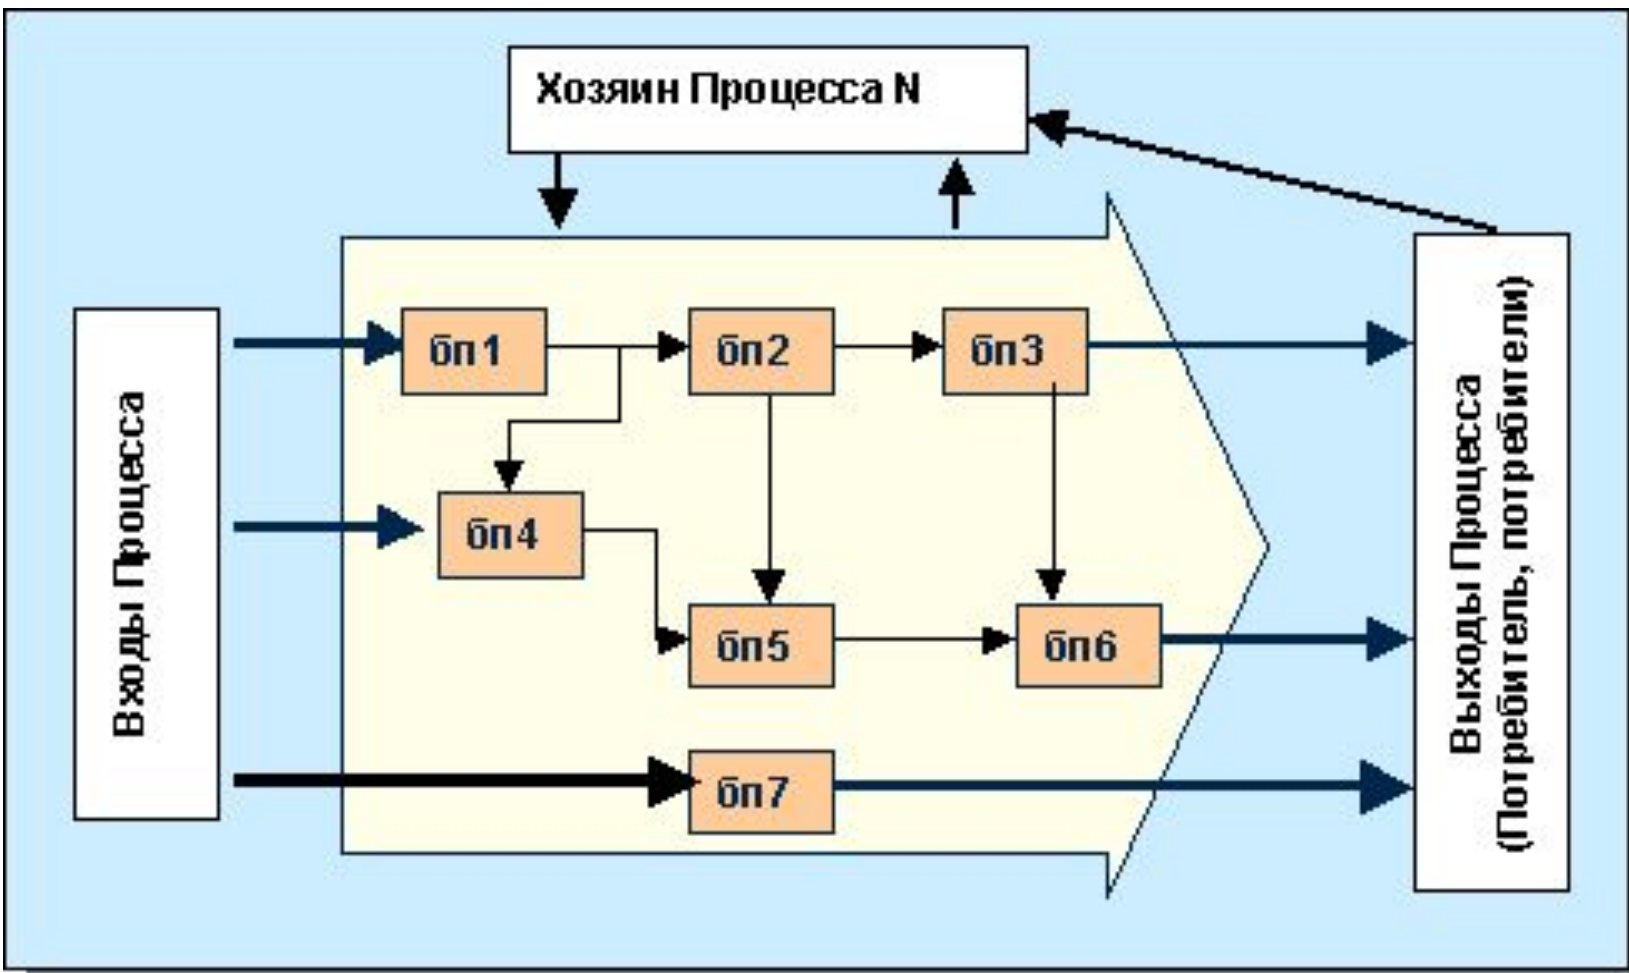 Хозяин Процесса N
Входы Процесса
бп1
бп2
бп3
бп4
бп5
бп6
бп7
Выходы Процесса
(Потребитель, потребители)